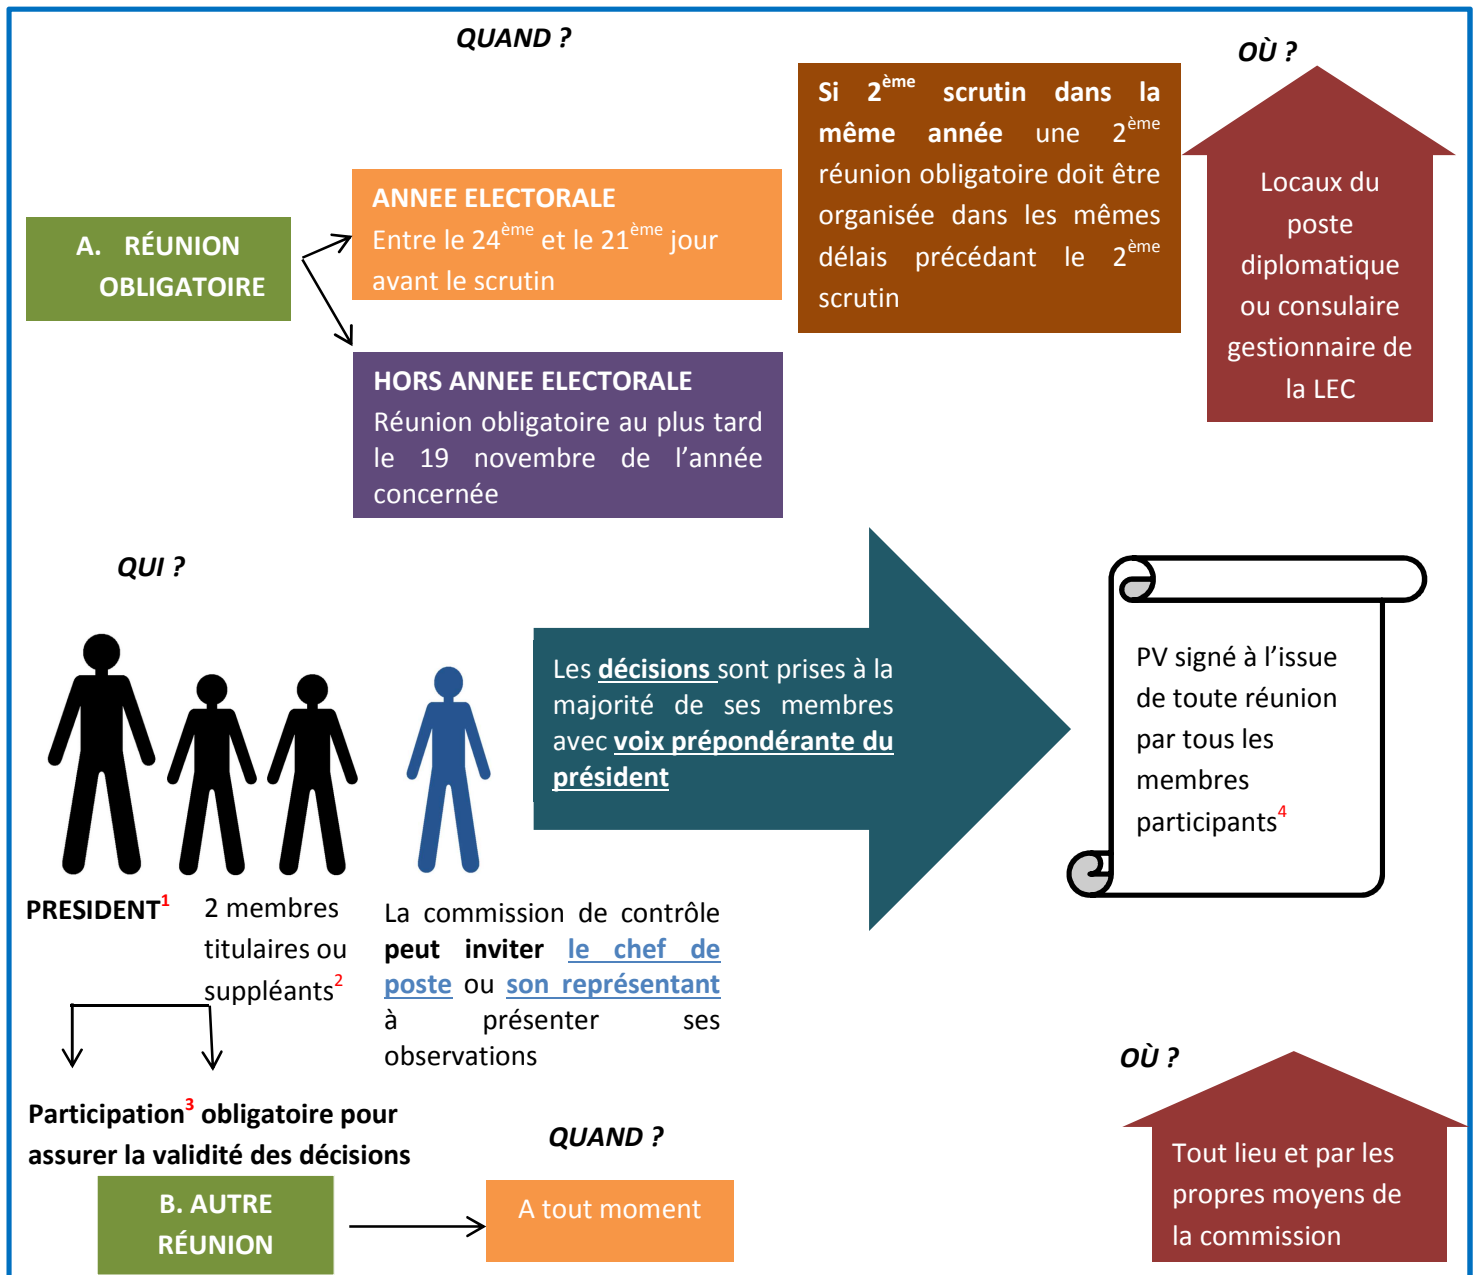 QUAND ?
OÙ ?
Si 2ème scrutin dans la
même année une 2ème
réunion obligatoire doit être
organisée dans les mêmes
délais précédant le 2ème
scrutin
Locaux du
poste
diplomatique
ou consulaire
gestionnaire de
la LEC
A. RÉUNION
OBLIGATOIRE
ANNEE ELECTORALE
Entre le 24ème et le 21ème jour
avant le scrutin
HORS ANNEE ELECTORALE
Réunion obligatoire au plus tard
le 19 novembre de l’année
concernée
QUI ?
Les décisions sont prises à la
majorité de ses membres
avec voix prépondérante du
président
PV signé à l’issue
de toute réunion
par tous les
membres
participants4
PRESIDENT1
2 membres
titulaires ou
suppléants2
La commission de contrôle
peut inviter le chef de
poste ou son représentant
à présenter ses
observations
Participation3 obligatoire pour
assurer la validité des décisions
B. AUTRE
RÉUNION
QUAND ?
A tout moment
OÙ ?
Tout lieu et par les
propres moyens de
la commission